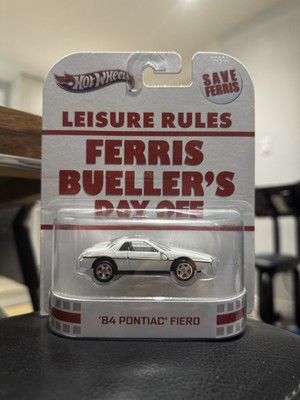 Hot Wheels
SAVE
FERRIS
LEISURE RULES
FERRIS
BUELLER'S
DAY OFF
'84 PONTIAC® FIERO